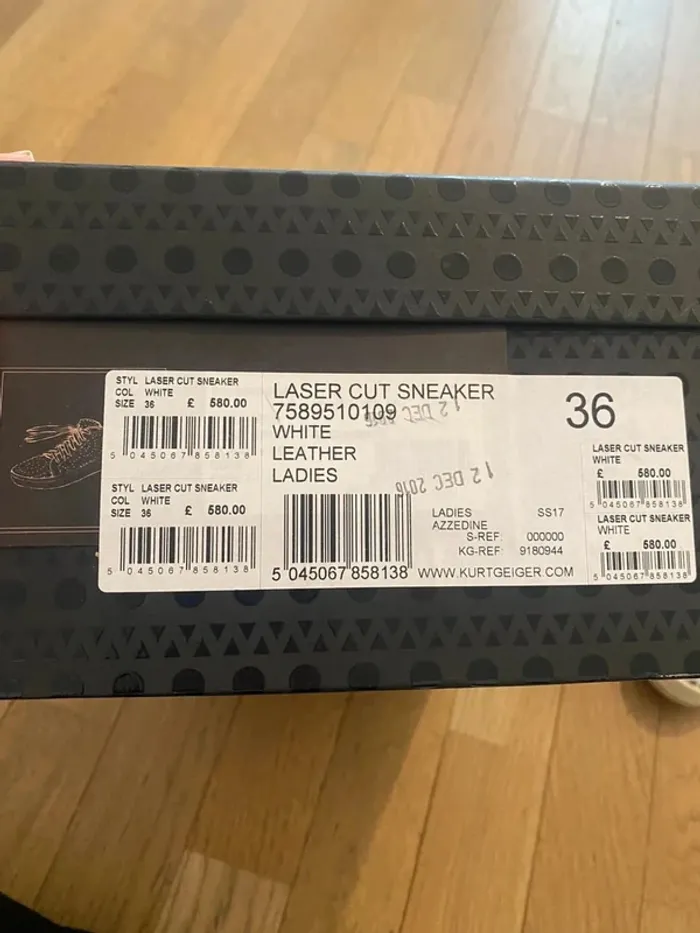 STYL LASER CUT SNEAKER
COL WHITE
SIZE 36 £ 580.00
5 045067 858138
STYL LASER CUT SNEAKER
COL WHITE
SIZE 36 £ 580.00
5 045067 858138
LASER CUT SNEAKER
7589510109
12 DEC 2016
WHITE
LEATHER
LADIES
12 DEC 2016
LADIES SS17
AZZEDINE
S-REF: 000000
KG-REF: 9180944
5 045067 858138
WWW.KURTGEIGER.COM
36
LASER CUT SNEAKER
WHITE
£ 580.00
5 045067 858138
LASER CUT SNEAKER
WHITE
£ 580.00
5 045067 858138